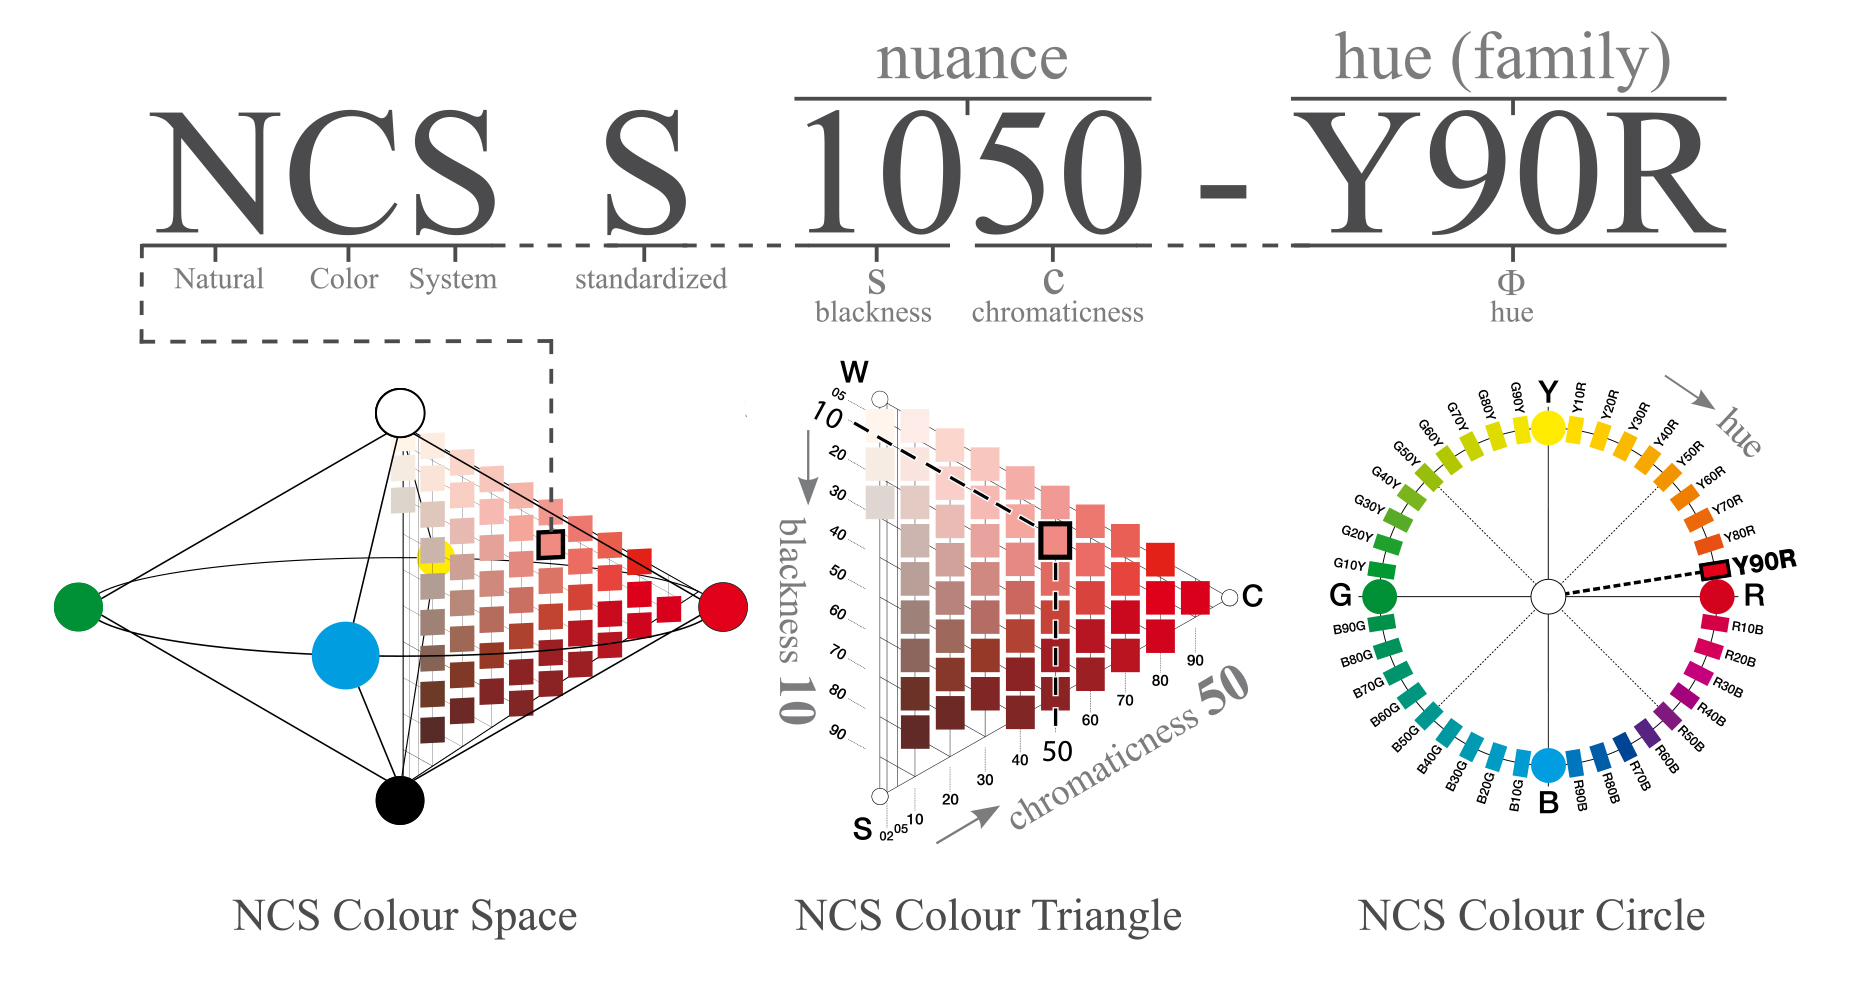 nuance hue (family)
NCS S 1050 - Y90R
Natural Color System standardized S blackness C chromaticness Φ hue
W
05
10
20
30
40
50
60
70
80
90
blackness 10
S
02 05 10 20 30 40 50 60 70 80 90
C
chromaticness 50
Y
Y10R
Y20R
Y30R
Y40R
Y50R
Y60R
Y70R
Y80R
Y90R
R
R10B
R20B
R30B
R40B
R50B
R60B
R70B
R80B
R90B
B
B10G
B20G
B30G
B40G
B50G
B60G
B70G
B80G
B90G
G
G10Y
G20Y
G30Y
G40Y
G50Y
G60Y
G70Y
G80Y
G90Y
hue
NCS Colour Space NCS Colour Triangle NCS Colour Circle